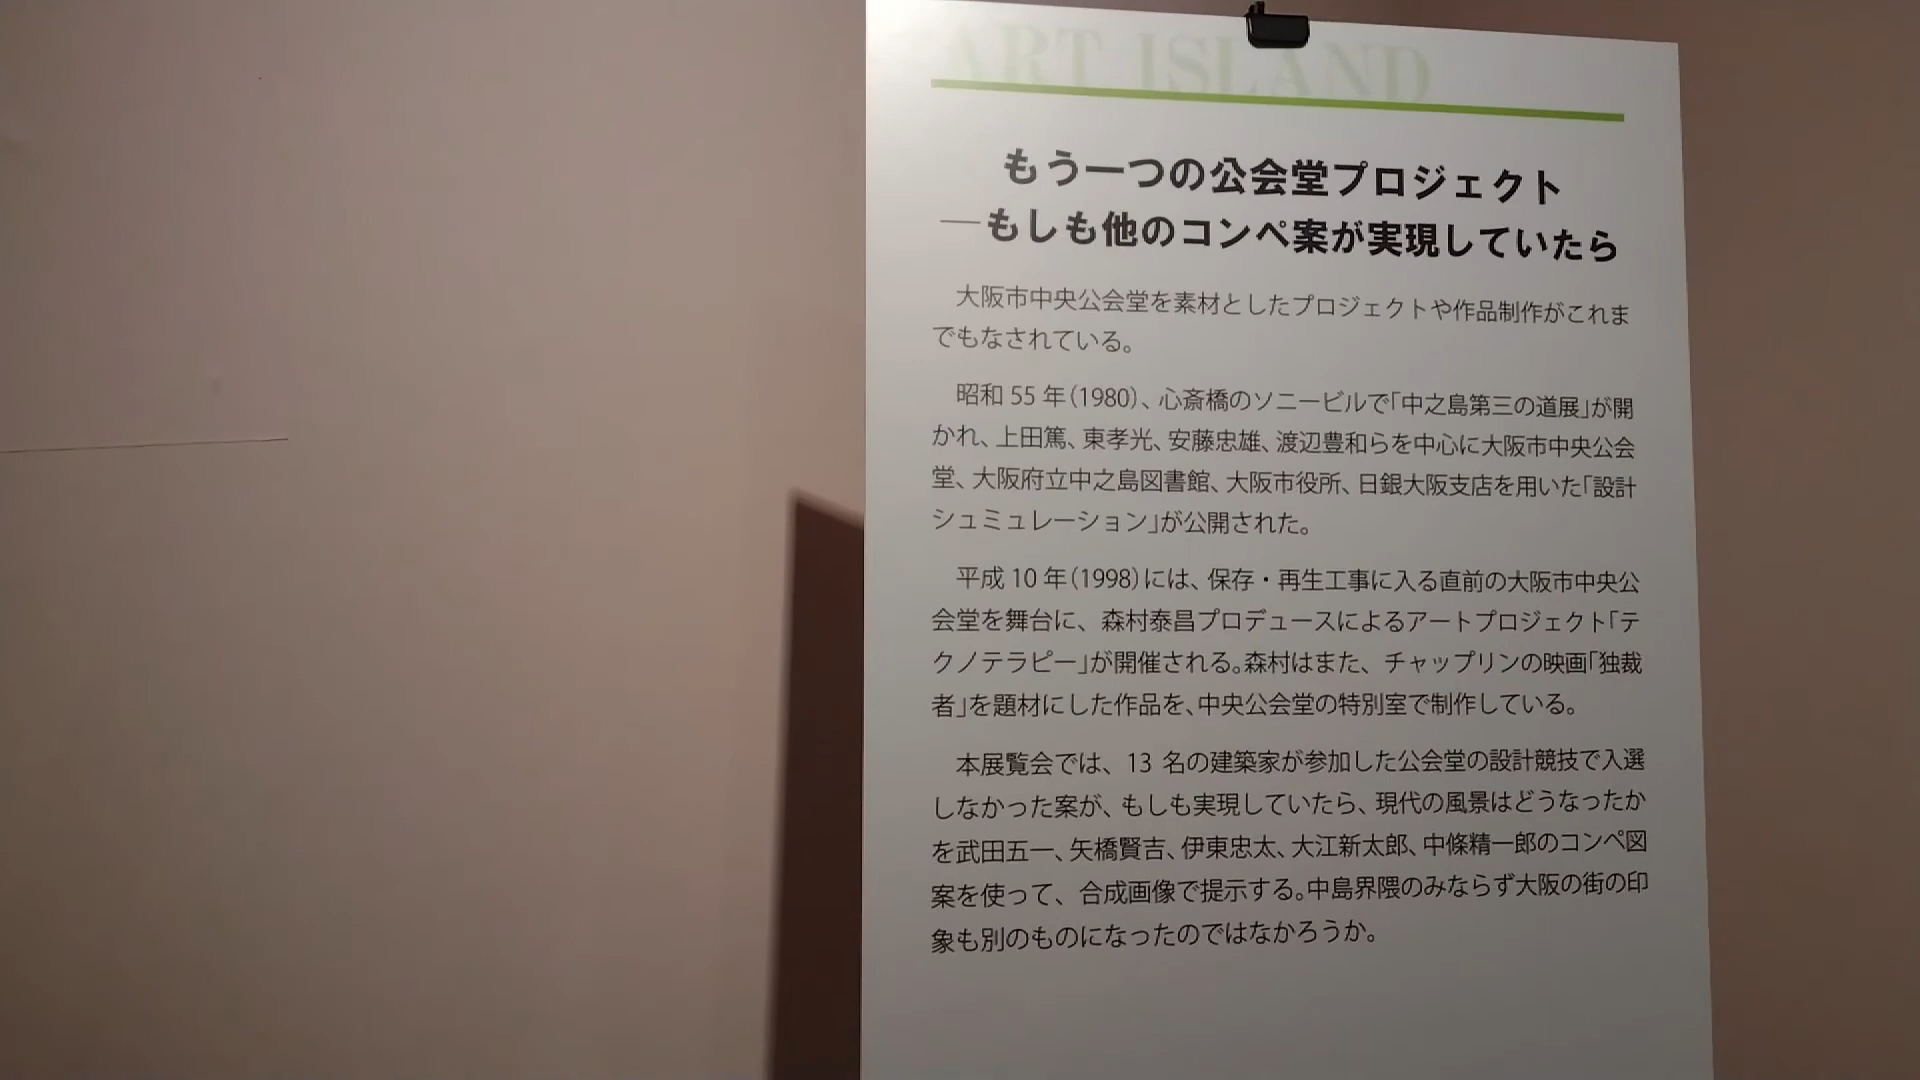 ART ISLAND
もう一つの公会堂プロジェクト
―もしも他のコンペ案が実現していたら
大阪市中央公会堂を素材としたプロジェクトや作品制作がこれま
でもなされている。
昭和 55 年(1980)、心斎橋のソニービルで「中之島第三の道展」が開
かれ、上田篤、東孝光、安藤忠雄、渡辺豊和らを中心に大阪市中央公会
堂、大阪府立中之島図書館、大阪市役所、日銀大阪支店を用いた「設計
シュミュレーション」が公開された。
平成 10 年(1998)には、保存・再生工事に入る直前の大阪市中央公
会堂を舞台に、森村泰昌プロデュースによるアートプロジェクト「テ
クノテラピー」が開催される。森村はまた、チャップリンの映画「独裁
者」を題材にした作品を、中央公会堂の特別室で制作している。
本展覧会では、13 名の建築家が参加した公会堂の設計競技で入選
しなかった案が、もしも実現していたら、現代の風景はどうなったか
を武田五一、矢橋賢吉、伊東忠太、大江新太郎、中條精一郎のコンペ図
案を使って、合成画像で提示する。中島界隈のみならず大阪の街の印
象も別のものになったのではなかろうか。